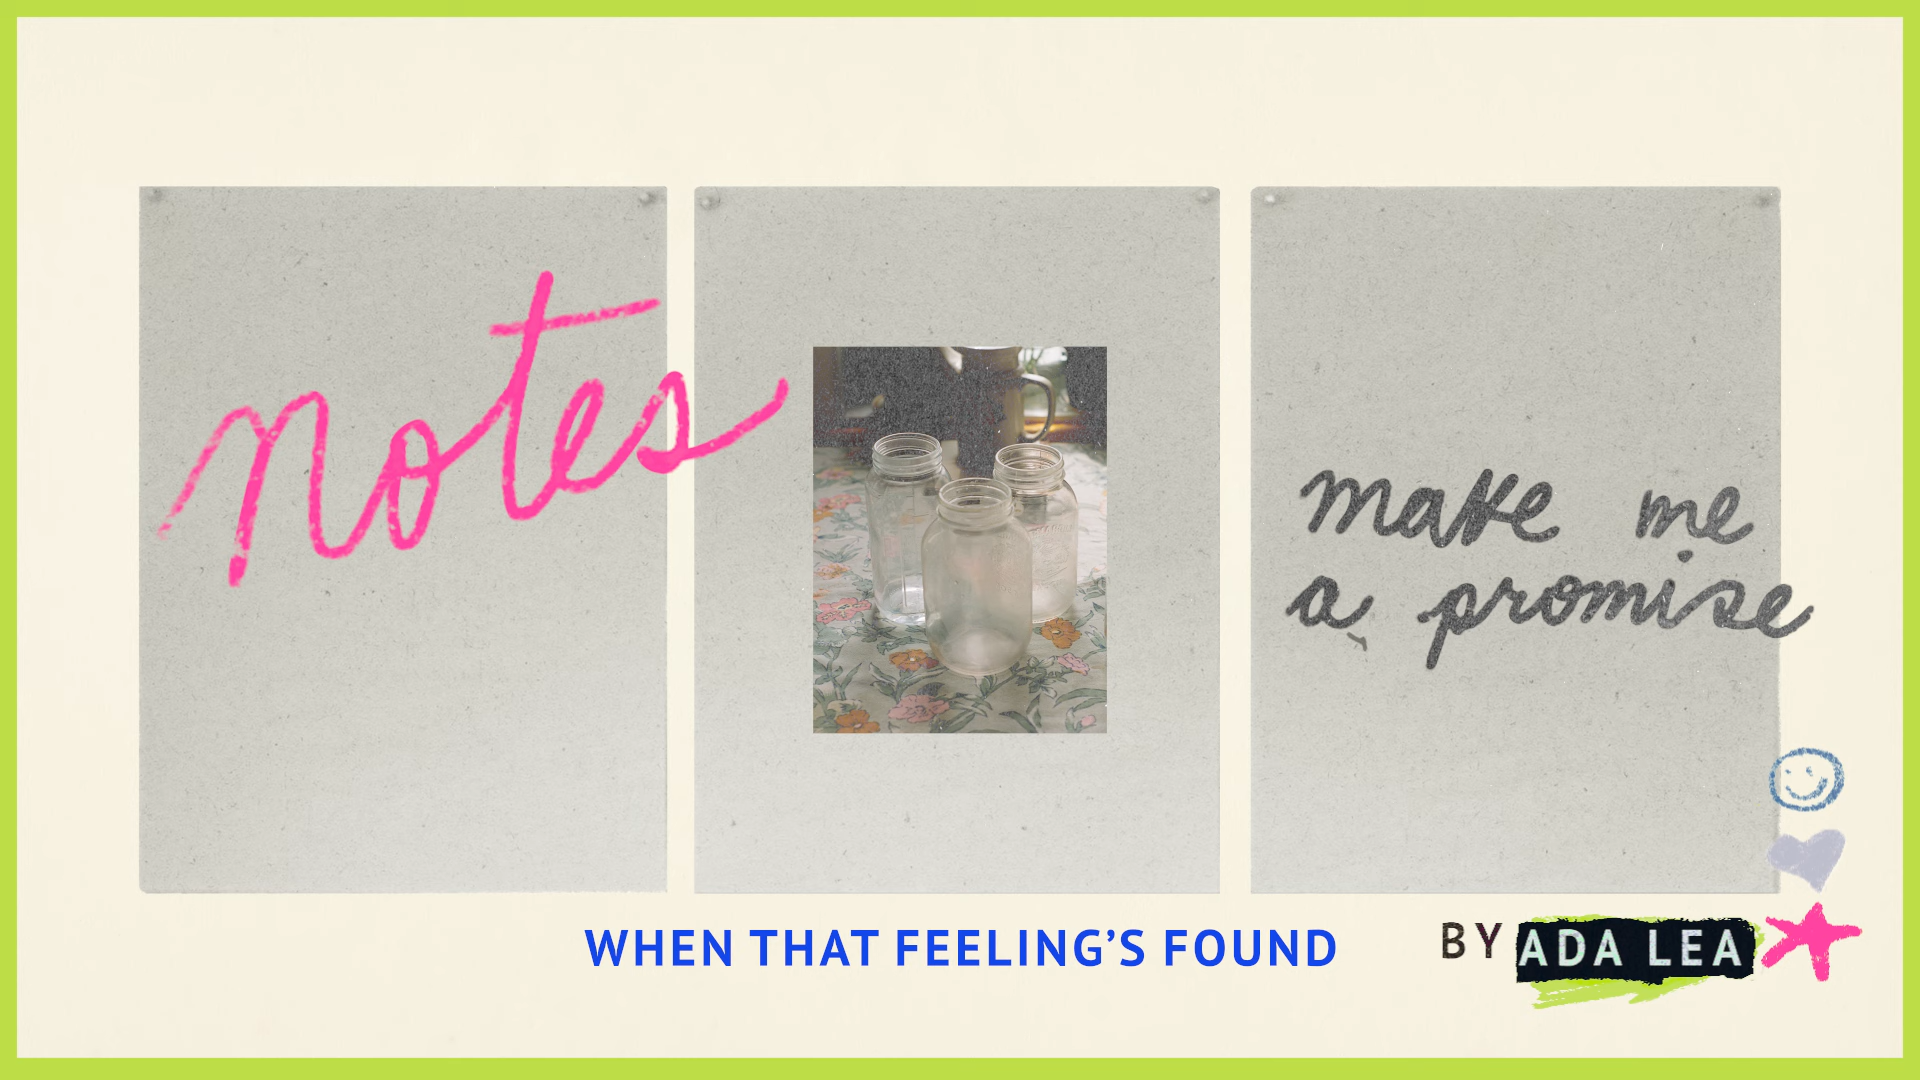 notes
make me
a promise
WHEN THAT FEELING’S FOUND
BY ADA LEA